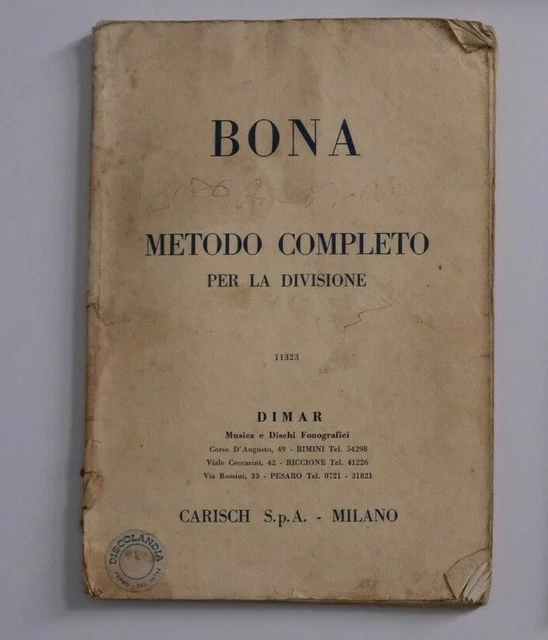 BONA
METODO COMPLETO
PER LA DIVISIONE
11323
DIMAR
Musica e Dischi Fonografici
Corso D'Angusto, 49 - RIMINI Tel. 54298
Viale Ceccarini, 42 - RICCIONE Tel. 41226
Via Rossini, 33 - PESARO Tel. 0721 - 31821
CARISCH S.p.A. - MILANO
DISCOLANDIA